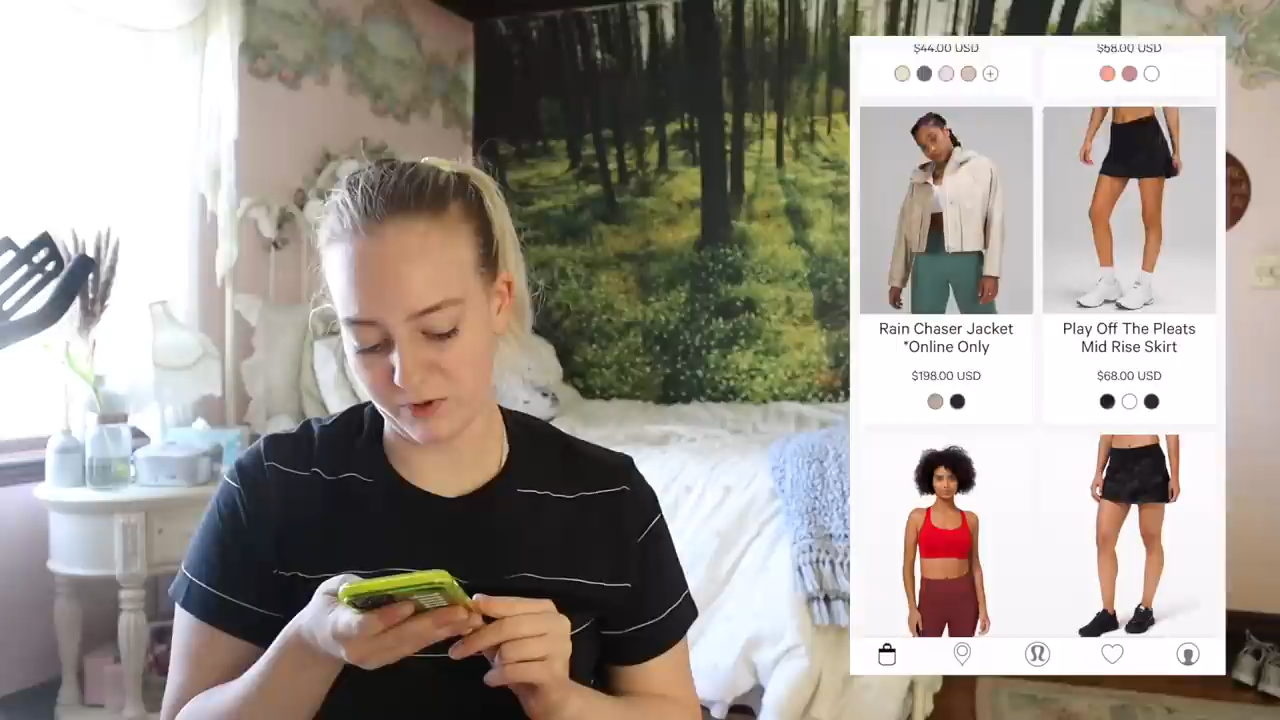 $44.00 USD
$58.00 USD
Rain Chaser Jacket
*Online Only
$198.00 USD
Play Off The Pleats
Mid Rise Skirt
$68.00 USD